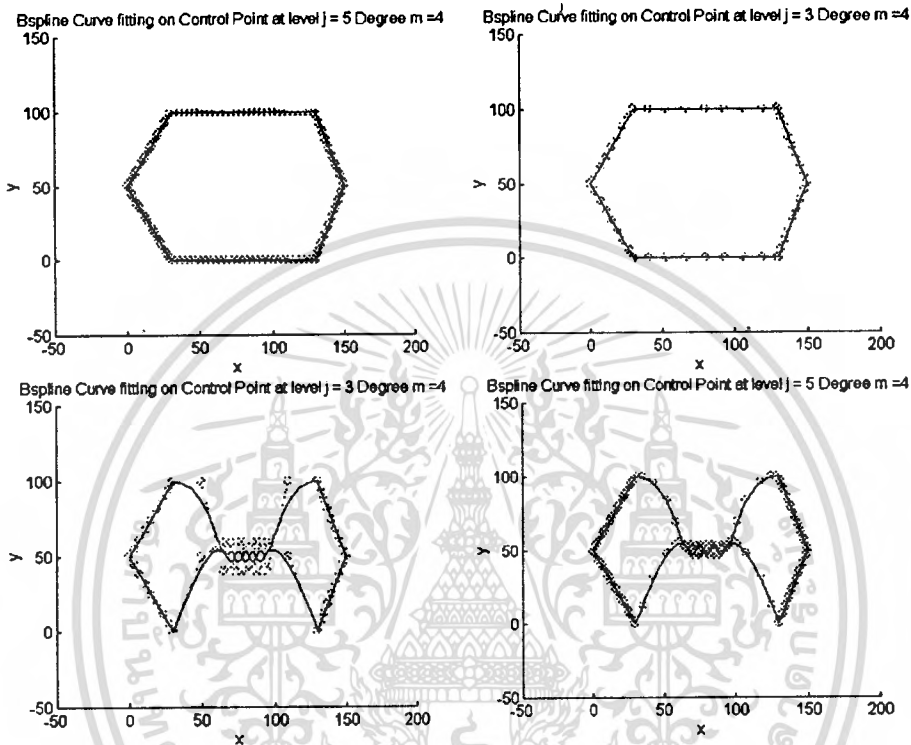 Bspline Curve fitting on Control Point at level j = 5 Degree m =4
150
100
50
0
-50
-50 0 50 100 150 200
x
y
Bspline Curve fitting on Control Point at level j = 3 Degree m =4
150
100
50
0
-50
-50 0 50 100 150 200
x
y
Bspline Curve fitting on Control Point at level j = 3 Degree m =4
150
100
50
0
-50
-50 0 50 100 150 200
x
y
Bspline Curve fitting on Control Point at level j = 5 Degree m =4
150
100
50
0
-50
-50 0 50 100 150 200
x
y